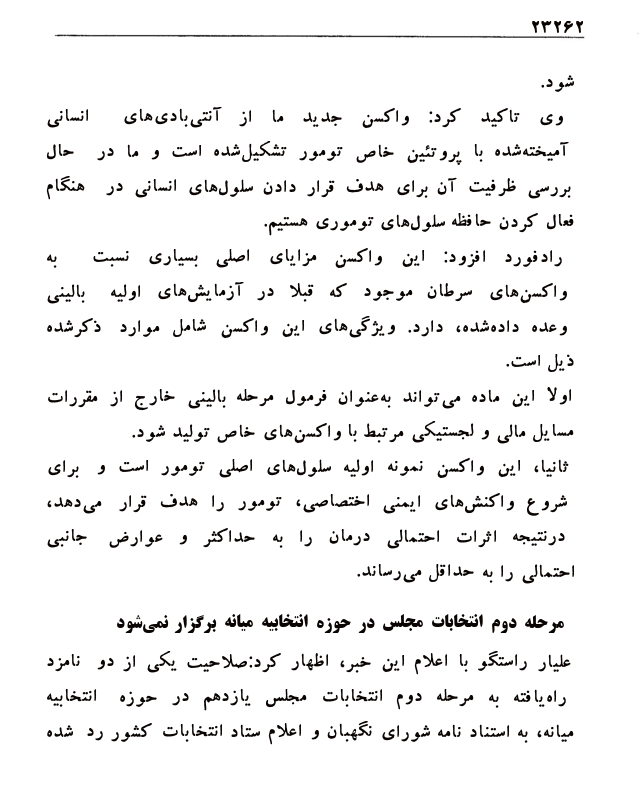 ۲۳۲۶۲
شود.
وی تاکید کرد: واکسن جدید ما از آنتی‌بادی‌های انسانی
آمیخته‌شده با پروتئین خاص تومور تشکیل‌شده است و ما در حال
بررسی ظرفیت آن برای هدف قرار دادن سلول‌های انسانی در هنگام
فعال کردن حافظه سلول‌های توموری هستیم.
رادفورد افزود: این واکسن مزایای اصلی بسیاری نسبت به
واکسن‌های سرطان موجود که قبلا در آزمایش‌های اولیه بالینی
وعده داده‌شده، دارد. ویژگی‌های این واکسن شامل موارد ذکرشده
ذیل است.
اولا این ماده می‌تواند به‌عنوان فرمول مرحله بالینی خارج از مقررات
مسایل مالی و لجستیکی مرتبط با واکسن‌های خاص تولید شود.
ثانیا، این واکسن نمونه اولیه سلول‌های اصلی تومور است و برای
شروع واکنش‌های ایمنی اختصاصی، تومور را هدف قرار می‌دهد،
درنتیجه اثرات احتمالی درمان را به حداکثر و عوارض جانبی
احتمالی را به حداقل می‌رساند.
مرحله دوم انتخابات مجلس در حوزه انتخابیه میانه برگزار نمی‌شود
علیار راستگو با اعلام این خبر، اظهار کرد:صلاحیت یکی از دو نامزد
راه‌یافته به مرحله دوم انتخابات مجلس یازدهم در حوزه انتخابیه
میانه، به استناد نامه شورای نگهبان و اعلام ستاد انتخابات کشور رد شده